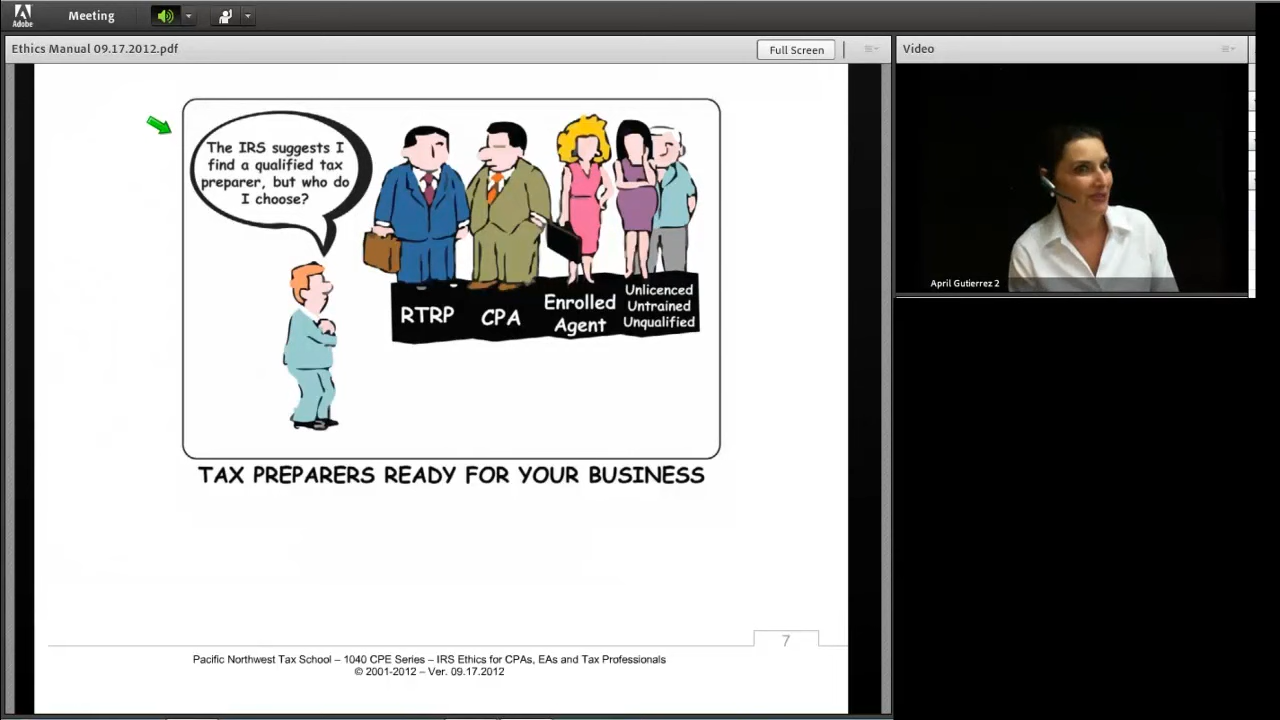 Adobe
Meeting
Ethics Manual 09.17.2012.pdf
Full Screen
Video
The IRS suggests I
find a qualified tax
preparer, but who do
I choose?
RTRP
CPA
Enrolled
Agent
Unlicenced
Untrained
Unqualified
TAX PREPARERS READY FOR YOUR BUSINESS
April Gutierrez 2
7
Pacific Northwest Tax School – 1040 CPE Series – IRS Ethics for CPAs, EAs and Tax Professionals
© 2001-2012 – Ver. 09.17.2012